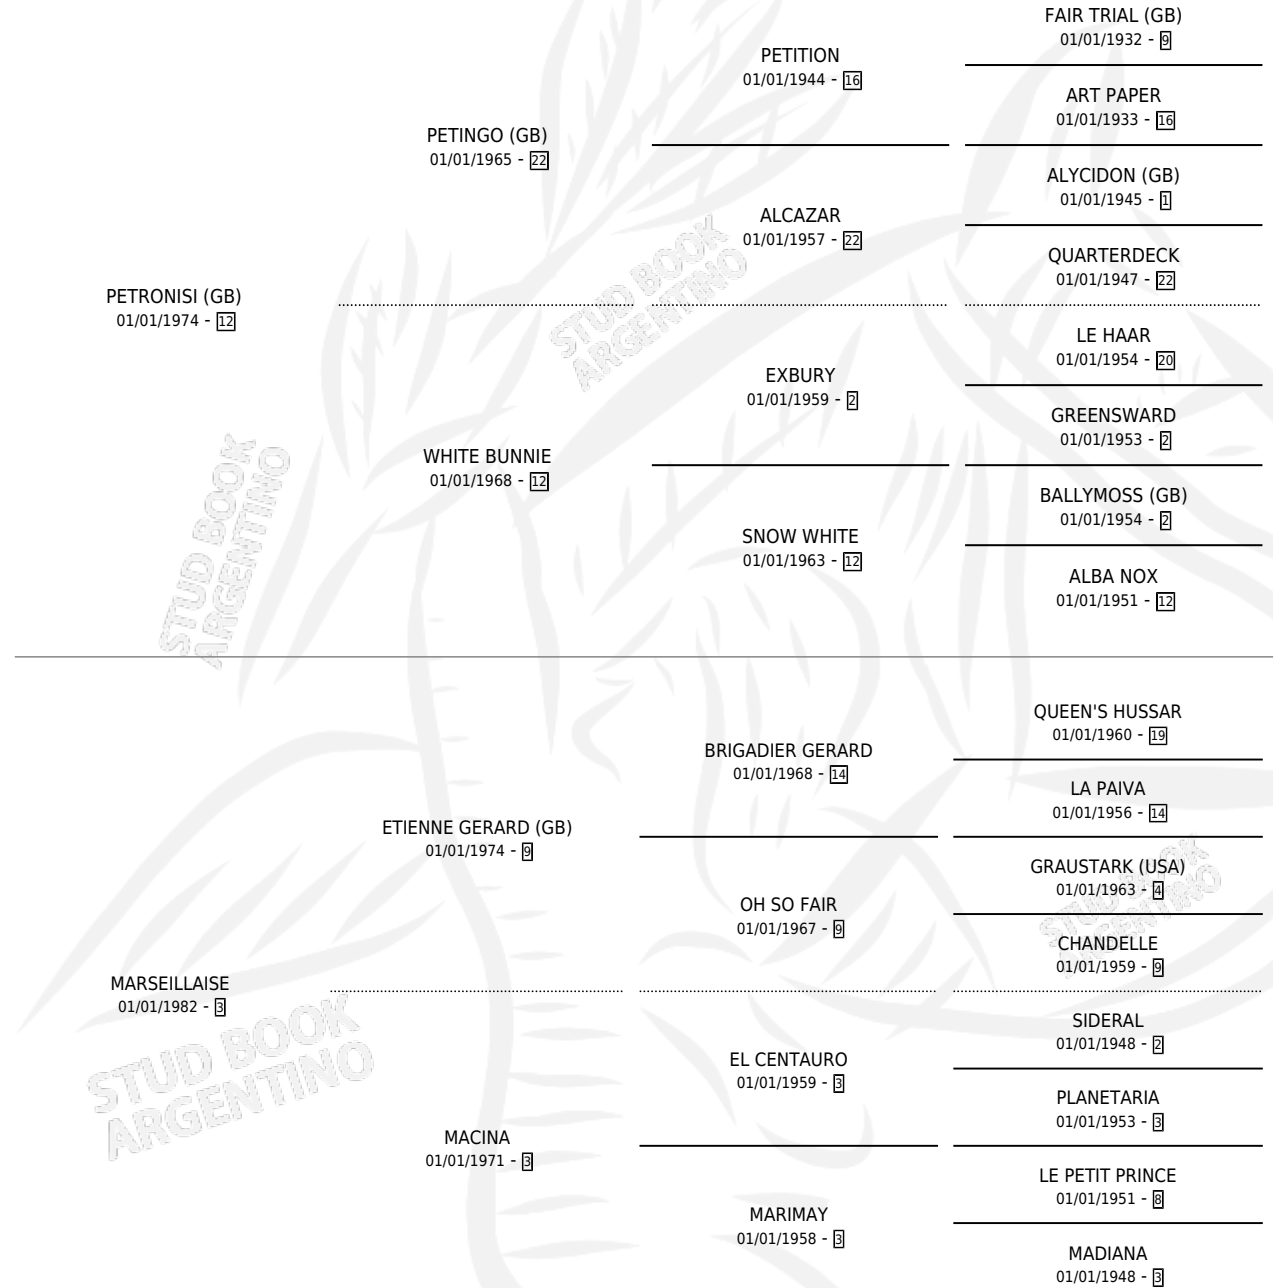 FAIR TRIAL (GB)
01/01/1932 - 9
PETITION
01/01/1944 - 16
ART PAPER
01/01/1933 - 16
PETINGO (GB)
01/01/1965 - 22
ALYCIDON (GB)
01/01/1945 - 1
ALCAZAR
01/01/1957 - 22
QUARTERDECK
01/01/1947 - 22
PETRONISI (GB)
01/01/1974 - 12
LE HAAR
01/01/1954 - 20
EXBURY
01/01/1959 - 2
GREENSWARD
01/01/1953 - 2
WHITE BUNNIE
01/01/1968 - 12
BALLYMOSS (GB)
01/01/1954 - 2
SNOW WHITE
01/01/1963 - 12
ALBA NOX
01/01/1951 - 12
QUEEN'S HUSSAR
01/01/1960 - 19
BRIGADIER GERARD
01/01/1968 - 14
LA PAIVA
01/01/1956 - 14
ETIENNE GERARD (GB)
01/01/1974 - 9
GRAUSTARK (USA)
01/01/1963 - 4
OH SO FAIR
01/01/1967 - 9
CHANDELLE
01/01/1959 - 9
MARSEILLAISE
01/01/1982 - 3
SIDERAL
01/01/1948 - 2
EL CENTAURO
01/01/1959 - 3
PLANETARIA
01/01/1953 - 3
MACINA
01/01/1971 - 3
LE PETIT PRINCE
01/01/1951 - 8
MARIMAY
01/01/1958 - 3
MADIANA
01/01/1948 - 3
STUD BOOK
ARGENTINO
STUD BOOK
ARGENTINO
STUD BOOK
ARGENTINO
STUD BOOK
ARGENTINO